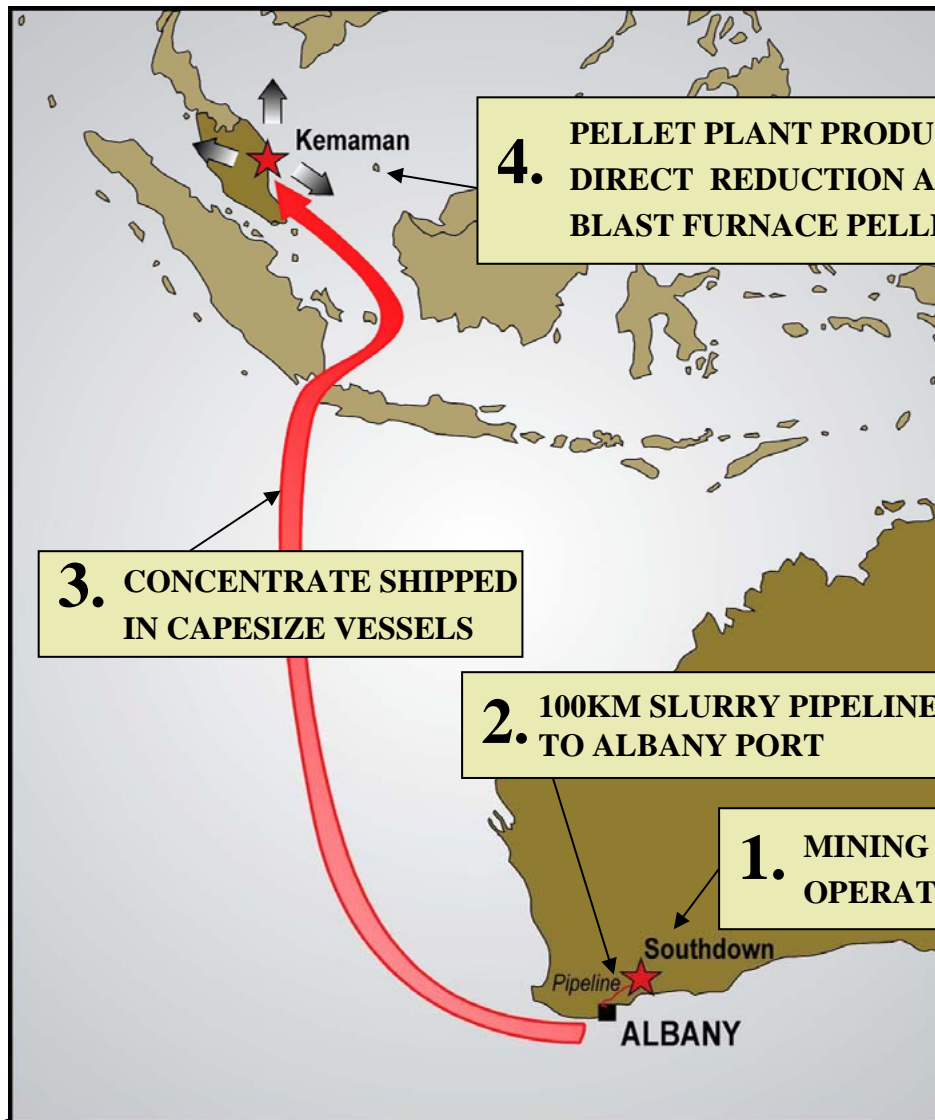 Kemaman
4. PELLET PLANT PRODU
DIRECT REDUCTION A
BLAST FURNACE PELL
3. CONCENTRATE SHIPPED
IN CAPESIZE VESSELS
2. 100KM SLURRY PIPELINE
TO ALBANY PORT
1. MINING
OPERAT
Southdown
Pipeline
ALBANY